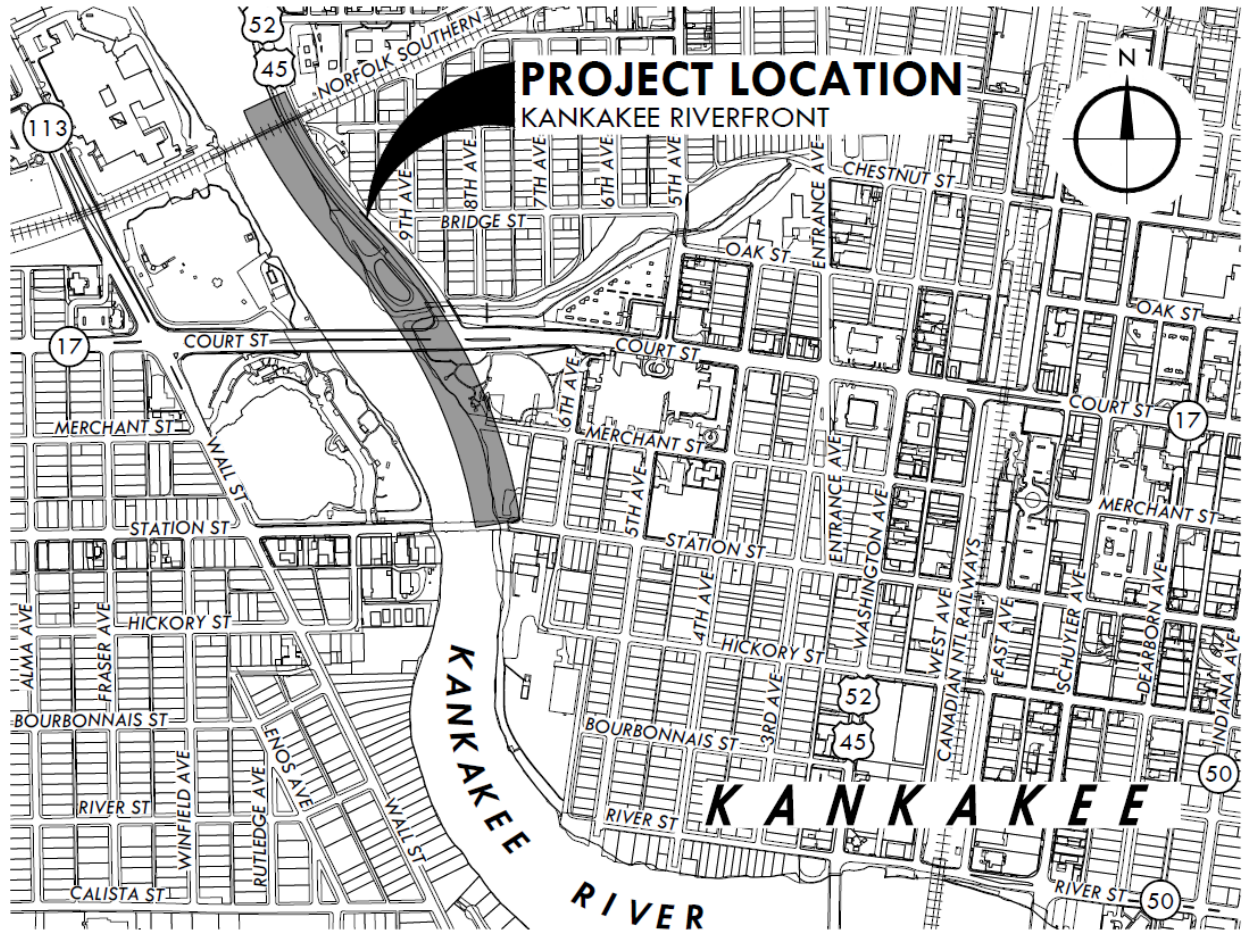 52
45
NORFOLK SOUTHERN
PROJECT LOCATION
KANKAKEE RIVERFRONT
N
113
9TH AVE
8TH AVE
7TH AVE
6TH AVE
5TH AVE
ENTRANCE AVE
CHESTNUT ST
BRIDGE ST
OAK ST
OAK ST
17
COURT ST
COURT ST
COURT ST
17
6TH AVE
MERCHANT ST
MERCHANT ST
MERCHANT ST
WALL ST
5TH AVE
ENTRANCE AVE
WASHINGTON AVE
STATION ST
STATION ST
ALMA AVE
FRASER AVE
HICKORY ST
4TH AVE
HICKORY ST
WEST AVE
CANADIAN NTL RAILWAYS
EAST AVE
SCHUYLER AVE
DEARBORN AVE
INDIANA AVE
KANKAKEE
RIVER
52
45
3RD AVE
BOURBONNAIS ST
BOURBONNAIS ST
ENOS AVE
50
KANKAKEE
RIVER ST
WINFIELD AVE
RUTLEDGE AVE
WALL ST
RIVER ST
CALISTA ST
RIVER ST
50